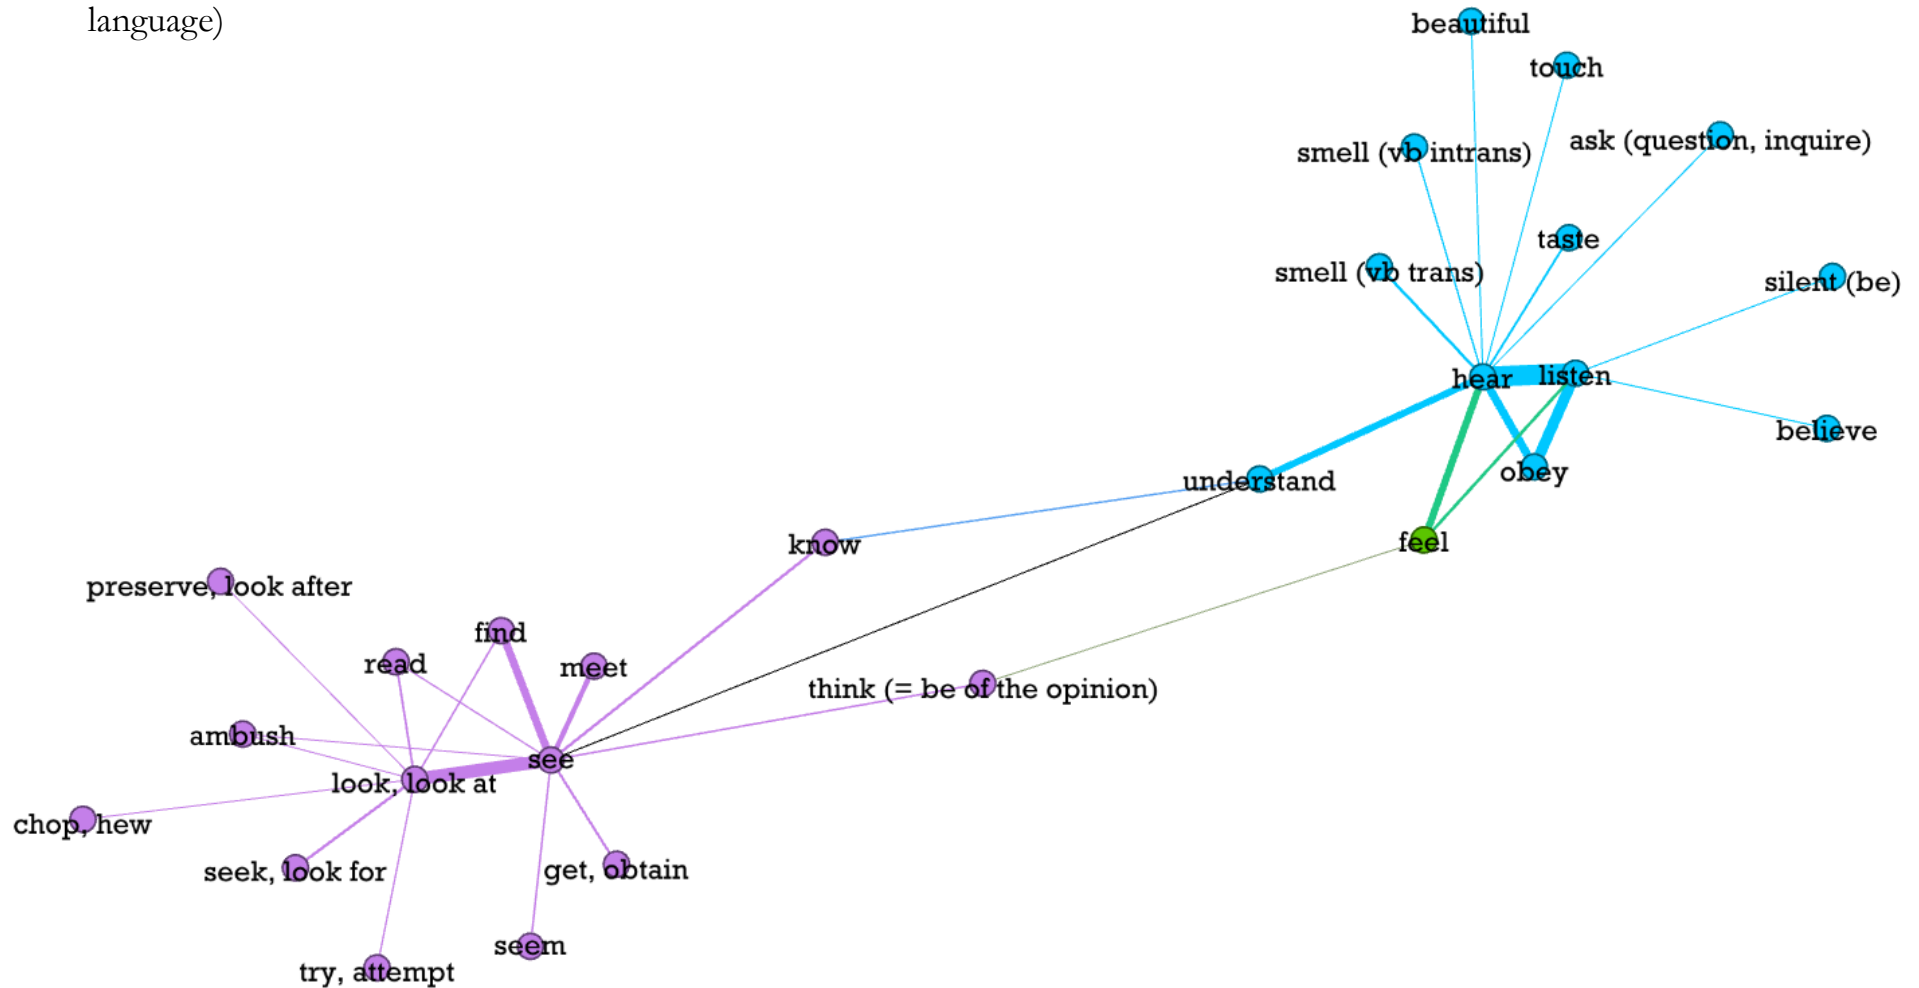 language)
beautiful
touch
ask (question, inquire)
smell (vb intrans)
taste
smell (vb trans)
silent (be)
hear
listen
believe
obey
understand
feel
know
preserve, look after
find
read
meet
think (= be of the opinion)
ambush
see
look, look at
chop, hew
seek, look for
get, obtain
seem
try, attempt